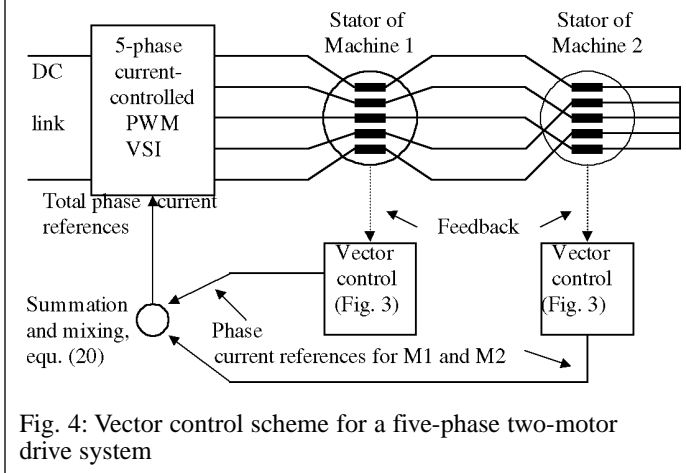 Stator of
Machine 1
Stator of
Machine 2
DC
link
5-phase
current-
controlled
PWM
VSI
Total phase current
references
Feedback
Vector
control
(Fig. 3)
Vector
control
(Fig. 3)
Summation
and mixing,
equ. (20)
Phase
current references for M1 and M2
Fig. 4: Vector control scheme for a five-phase two-motor
drive system